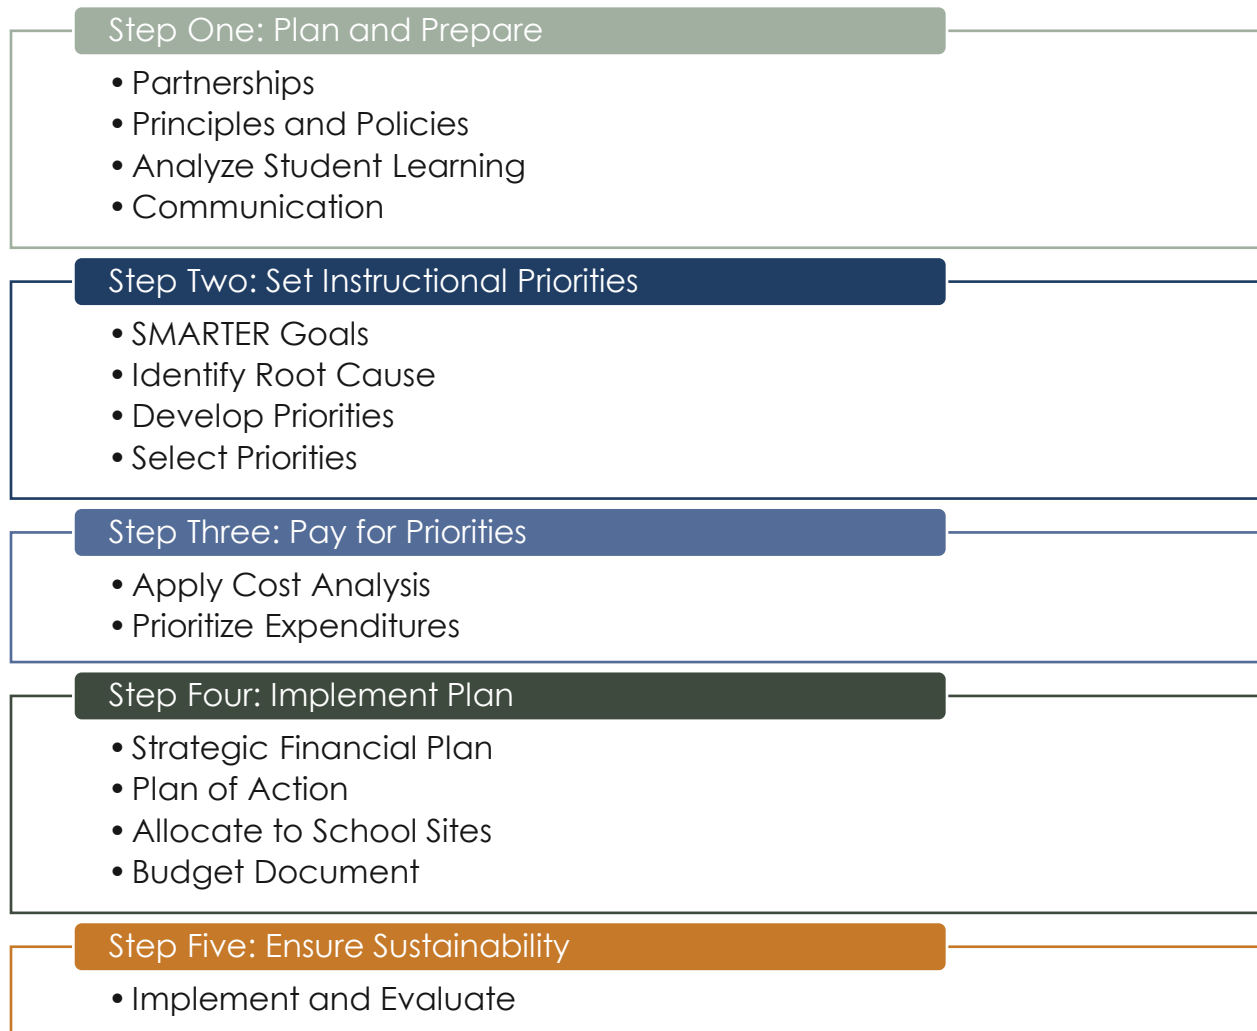 Step One: Plan and Prepare
• Partnerships
• Principles and Policies
• Analyze Student Learning
• Communication
Step Two: Set Instructional Priorities
• SMARTER Goals
• Identify Root Cause
• Develop Priorities
• Select Priorities
Step Three: Pay for Priorities
• Apply Cost Analysis
• Prioritize Expenditures
Step Four: Implement Plan
• Strategic Financial Plan
• Plan of Action
• Allocate to School Sites
• Budget Document
Step Five: Ensure Sustainability
• Implement and Evaluate